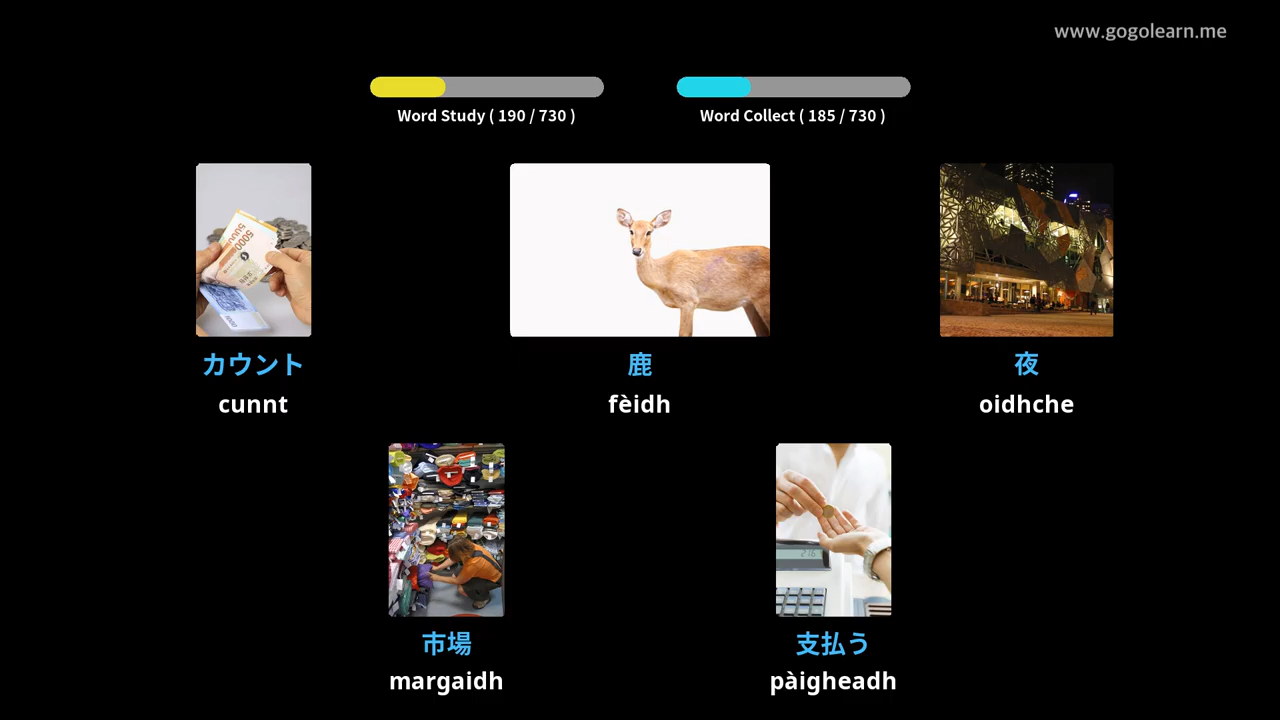 www.gogolearn.me
Word Study ( 190 / 730 )
Word Collect ( 185 / 730 )
カウント
cunnt
鹿
fèidh
夜
oidhche
市場
margaidh
支払う
pàigheadh